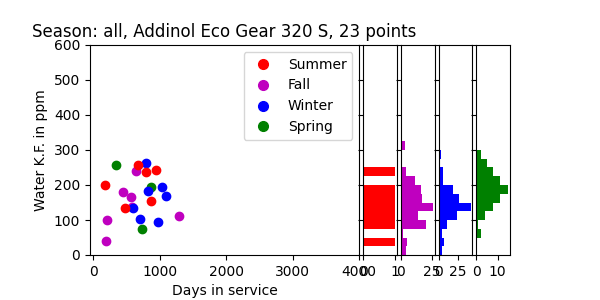 Season: all, Addinol Eco Gear 320 S, 23 points
Water K.F. in ppm
600
500
400
300
200
100
0
Summer
Fall
Winter
Spring
0 1000 2000 3000 4000
0 1
0 25
0 25
0 10
Days in service